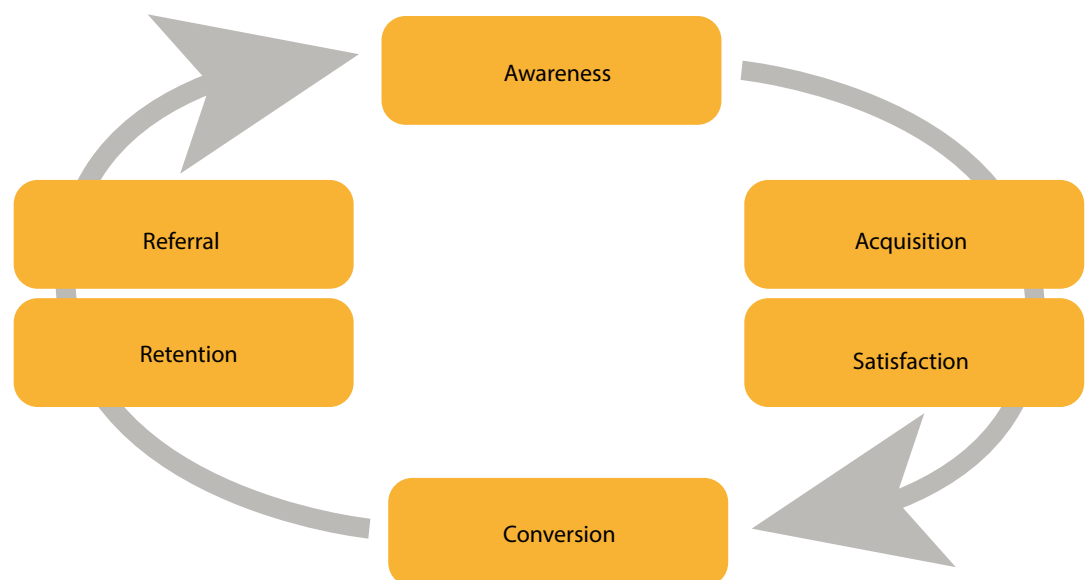 Awareness
Referral
Acquisition
Retention
Satisfaction
Conversion